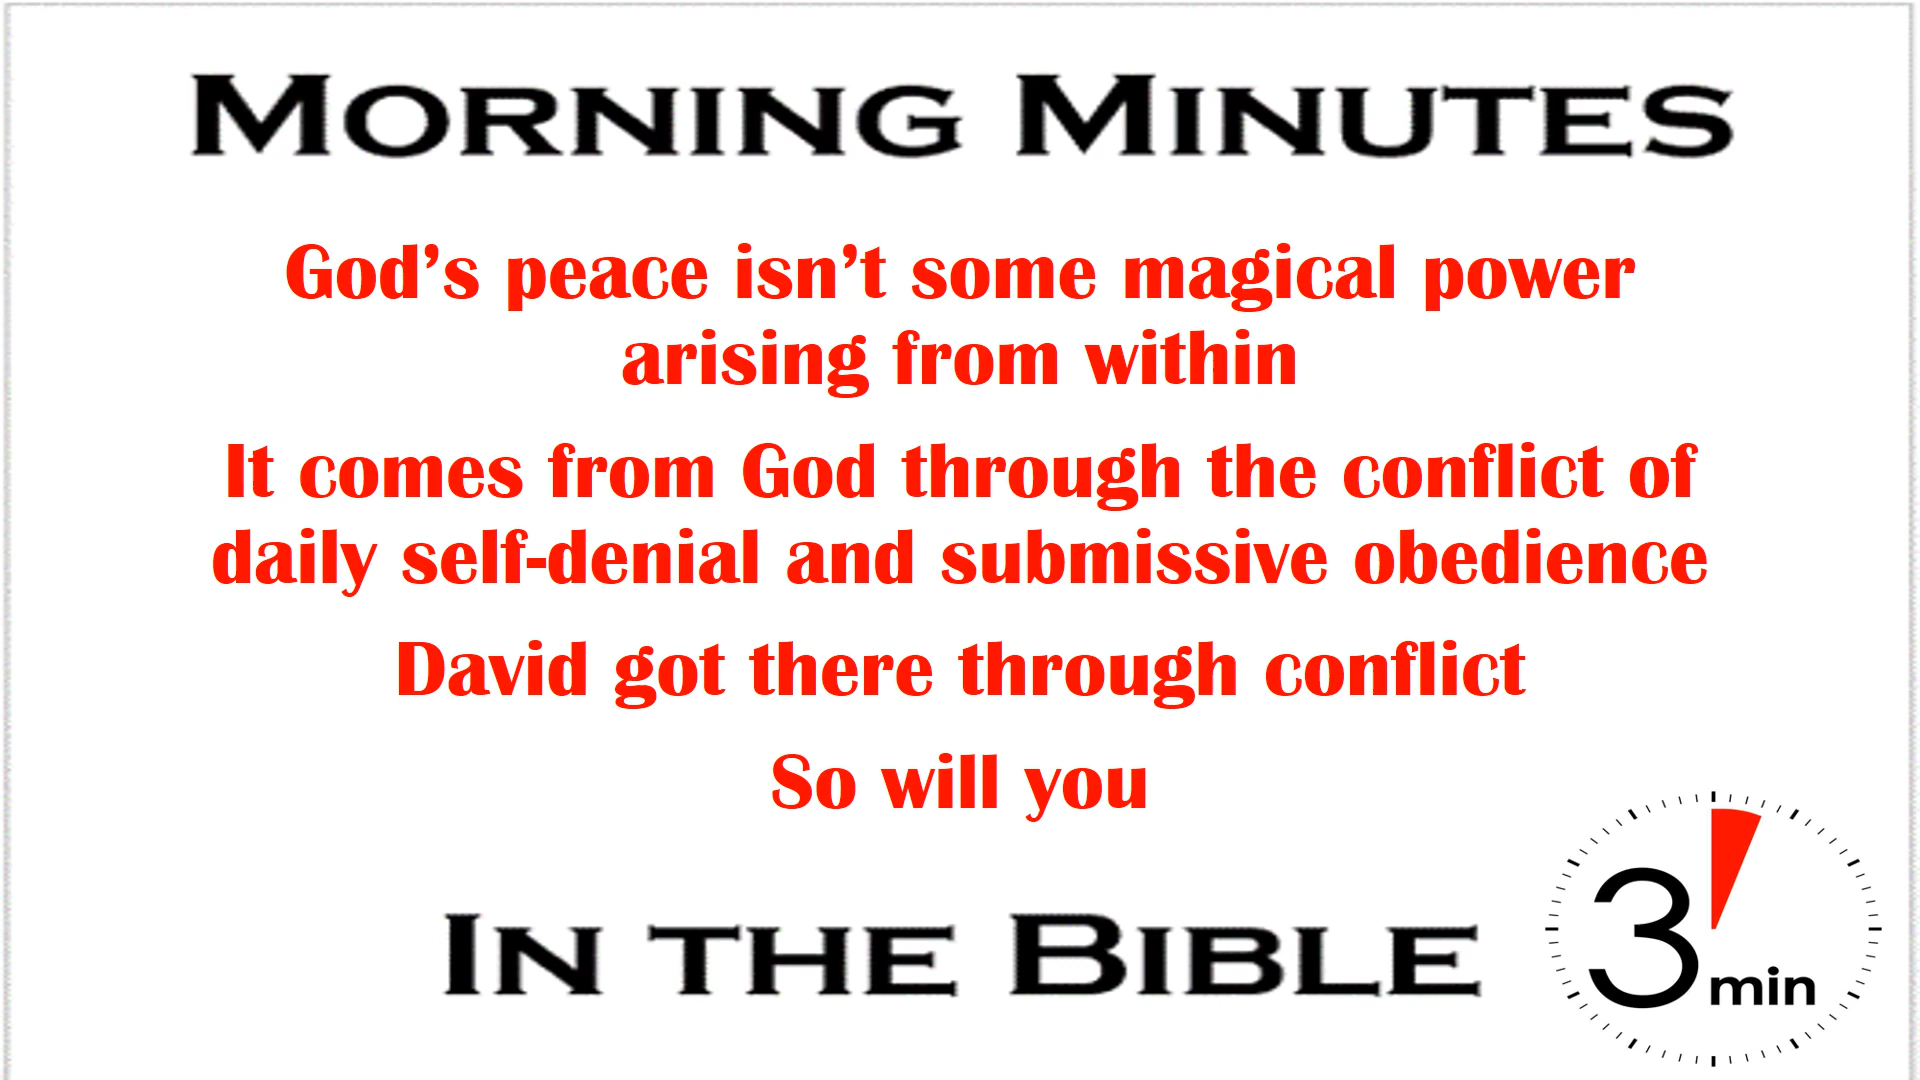 MORNING MINUTES
God’s peace isn’t some magical power
arising from within
It comes from God through the conflict of
daily self-denial and submissive obedience
David got there through conflict
So will you
IN THE BIBLE
3 min